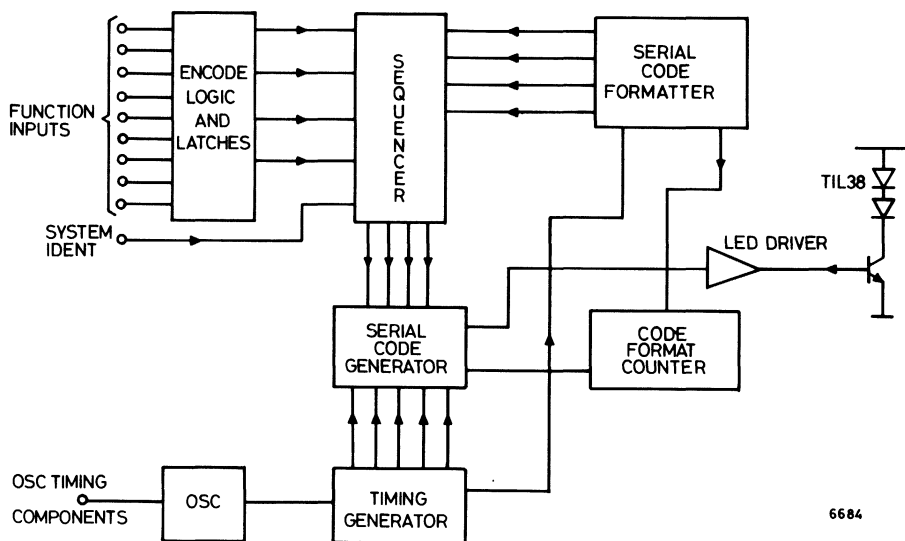 FUNCTION
INPUTS
SYSTEM
IDENT
ENCODE
LOGIC
AND
LATCHES
SEQUENCER
SERIAL
CODE
FORMATTER
TIL38
LED DRIVER
SERIAL
CODE
GENERATOR
CODE
FORMAT
COUNTER
OSC TIMING
COMPONENTS
OSC
TIMING
GENERATOR
6684